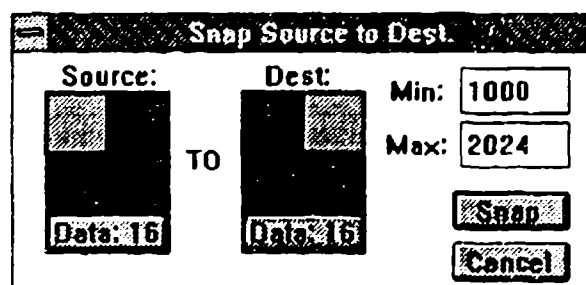 Snap Source to Dest.
Source: Dest: Min: 1000
TO Max: 2024
Data: 16 Data: 16 Snap
Cancel